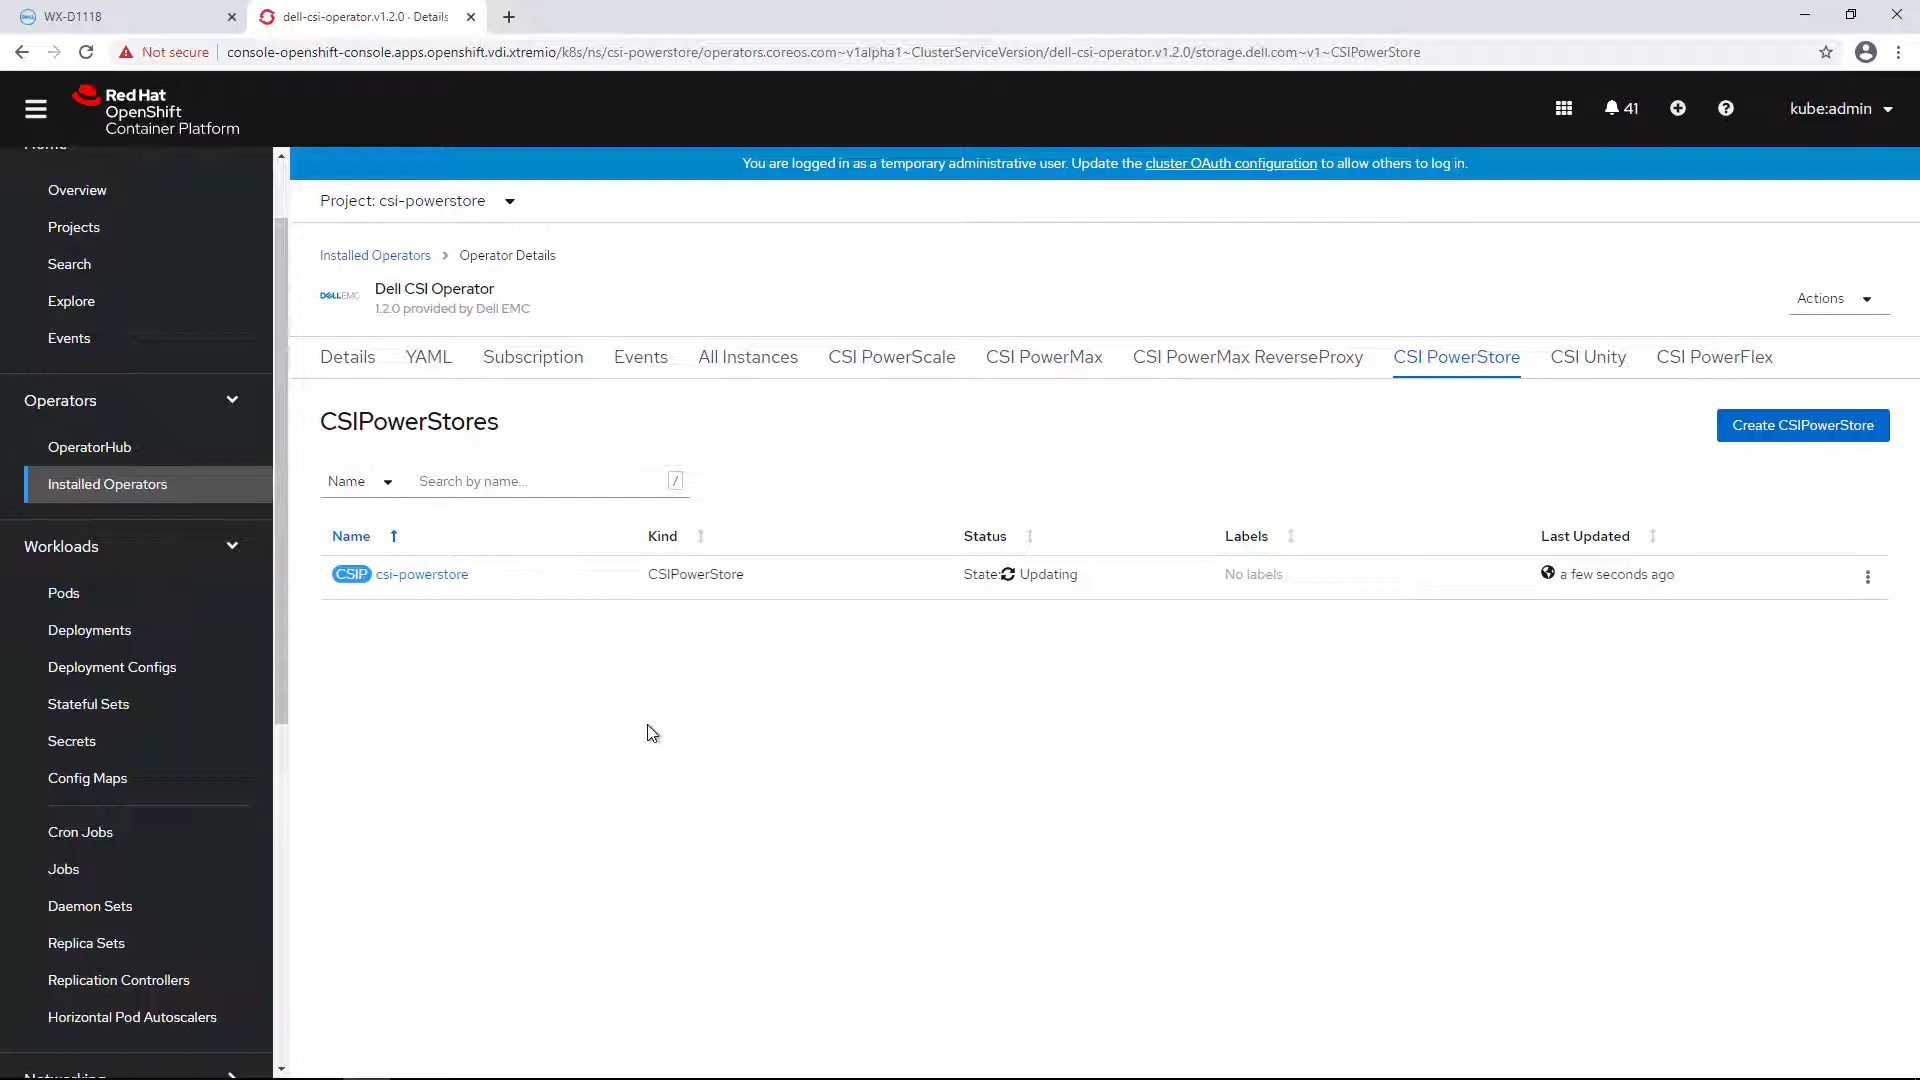 WX-D1118
dell-csi-operator.v1.2.0 · Details
Not secure
console-openshift-console.apps.openshift.vdi.xtremio/k8s/ns/csi-powerstore/operators.coreos.com~v1alpha1~ClusterServiceVersion/dell-csi-operator.v1.2.0/storage.dell.com~v1~CSIPowerStore
Red Hat
OpenShift
Container Platform
41
kube:admin
Home
Overview
Projects
Search
Explore
Events
Operators
OperatorHub
Installed Operators
Workloads
Pods
Deployments
Deployment Configs
Stateful Sets
Secrets
Config Maps
Cron Jobs
Jobs
Daemon Sets
Replica Sets
Replication Controllers
Horizontal Pod Autoscalers
Networking
You are logged in as a temporary administrative user. Update the cluster OAuth configuration to allow others to log in.
Project: csi-powerstore
Installed Operators > Operator Details
DELLEMC
Dell CSI Operator
1.2.0 provided by Dell EMC
Actions
Details YAML Subscription Events All Instances CSI PowerScale CSI PowerMax CSI PowerMax ReverseProxy CSI PowerStore CSI Unity CSI PowerFlex
CSIPowerStores
Create CSIPowerStore
Name Search by name... /
Name Kind Status Labels Last Updated
CSIP csi-powerstore CSIPowerStore State: Updating No labels a few seconds ago